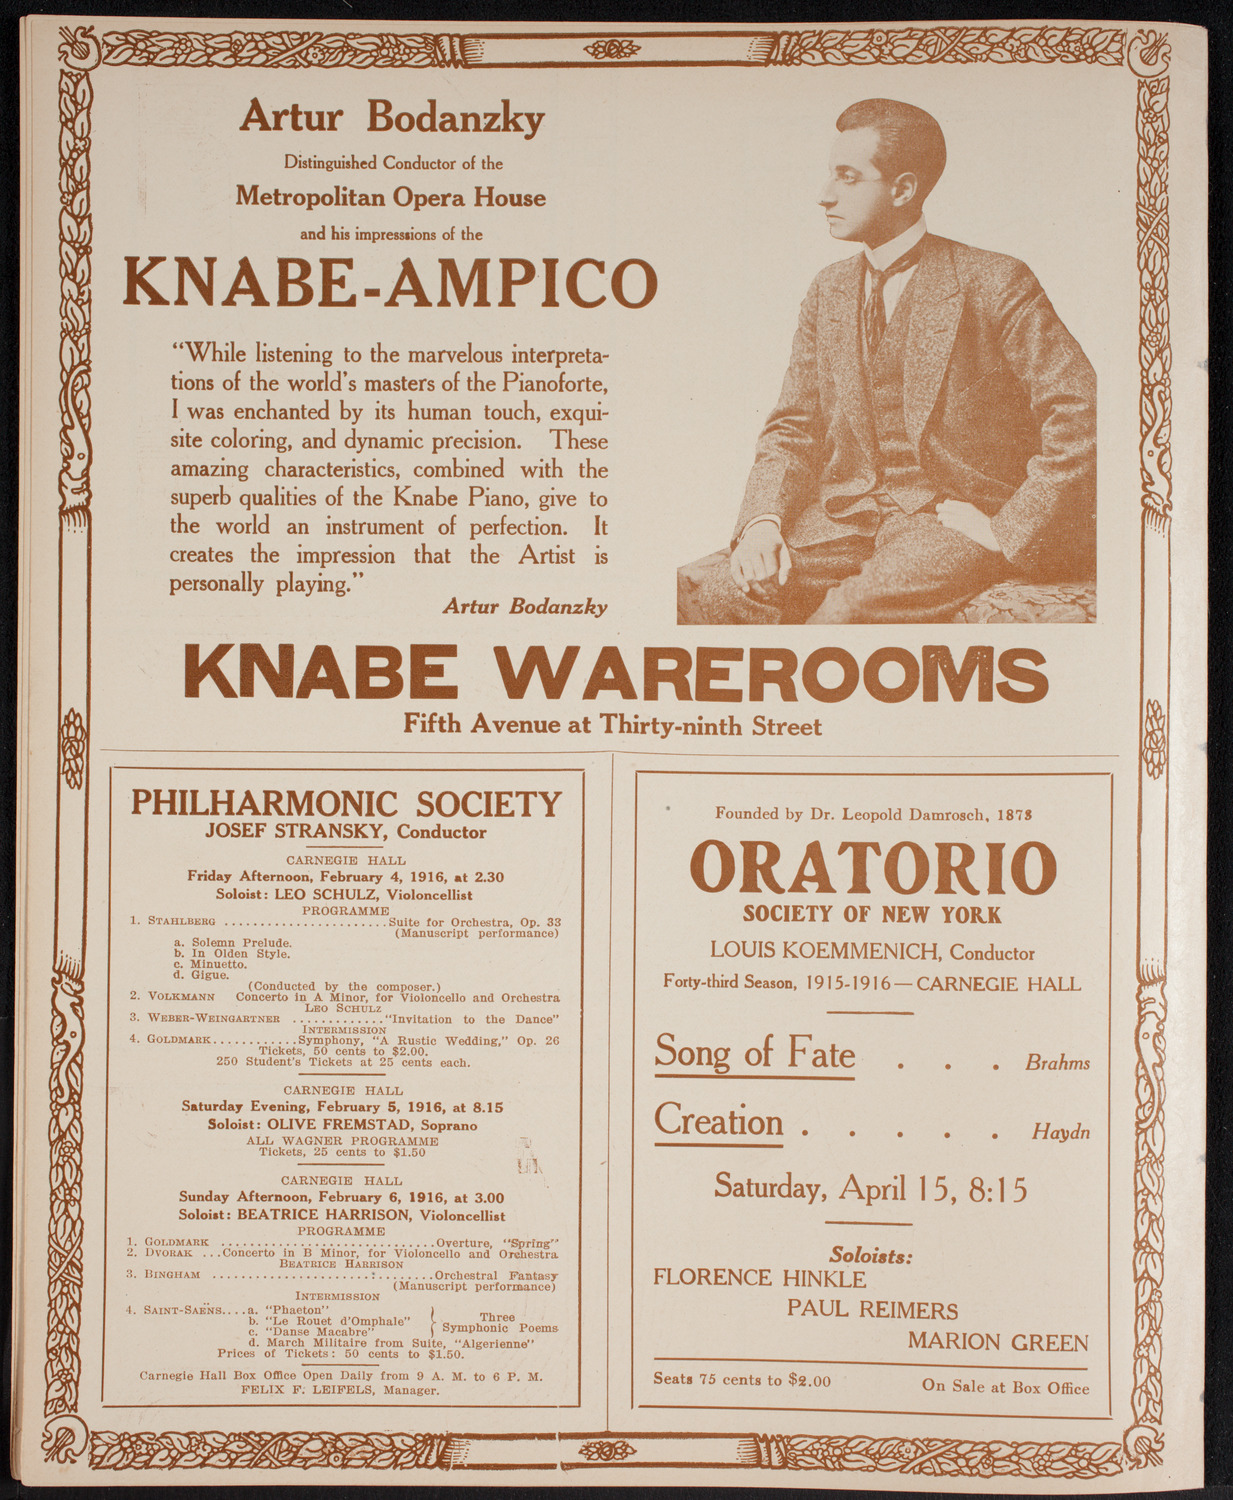 Artur Bodanzky
Distinguished Conductor of the
Metropolitan Opera House
and his impressions of the
KNABE-AMPICO
"While listening to the marvelous interpreta-
tions of the world's masters of the Pianoforte,
I was enchanted by its human touch, exqui-
site coloring, and dynamic precision. These
amazing characteristics, combined with the
superb qualities of the Knabe Piano, give to
the world an instrument of perfection. It
creates the impression that the Artist is
personally playing."
Artur Bodanzky
KNABE WAREROOMS
Fifth Avenue at Thirty-ninth Street
PHILHARMONIC SOCIETY
JOSEF STRANSKY, Conductor
CARNEGIE HALL
Friday Afternoon, February 4, 1916, at 2.30
Soloist: LEO SCHULZ, Violoncellist
PROGRAMME
1. STAHLBERG ........................Suite for Orchestra, Op. 33
(Manuscript performance)
a. Solemn Prelude.
b. In Olden Style.
c. Minuetto.
d. Gigue.
(Conducted by the composer.)
2. VOLKMANN Concerto in A Minor, for Violoncello and Orchestra
LEO SCHULZ
3. WEBER-WEINGARTNER .............."Invitation to the Dance"
INTERMISSION
4. GOLDMARK............Symphony, "A Rustic Wedding," Op. 26
Tickets, 50 cents to $2.00.
250 Student's Tickets at 25 cents each.
CARNEGIE HALL
Saturday Evening, February 5, 1916, at 8.15
Soloist: OLIVE FREMSTAD, Soprano
ALL WAGNER PROGRAMME
Tickets, 25 cents to $1.50
CARNEGIE HALL
Sunday Afternoon, February 6, 1916, at 3.00
Soloist: BEATRICE HARRISON, Violoncellist
PROGRAMME
1. GOLDMARK ..............................Overture, "Spring"
2. DVORAK ...Concerto in B Minor, for Violoncello and Orchestra
BEATRICE HARRISON
3. BINGHAM ..............................Orchestral Fantasy
(Manuscript performance)
INTERMISSION
4. SAINT-SAËNS....a. "Phaeton"
b. "Le Rouet d'Omphale"
c. "Danse Macabre"
Three
Symphonic Poems
d. March Militaire from Suite, "Algerienne"
Prices of Tickets: 50 cents to $1.50.
Carnegie Hall Box Office Open Daily from 9 A. M. to 6 P. M.
FELIX F. LEIFELS, Manager.
Founded by Dr. Leopold Damrosch, 1873
ORATORIO
SOCIETY OF NEW YORK
LOUIS KOEMMENICH, Conductor
Forty-third Season, 1915-1916—CARNEGIE HALL
Song of Fate . . . Brahms
Creation . . . . . Haydn
Saturday, April 15, 8:15
Soloists:
FLORENCE HINKLE
PAUL REIMERS
MARION GREEN
Seats 75 cents to $2.00 On Sale at Box Office